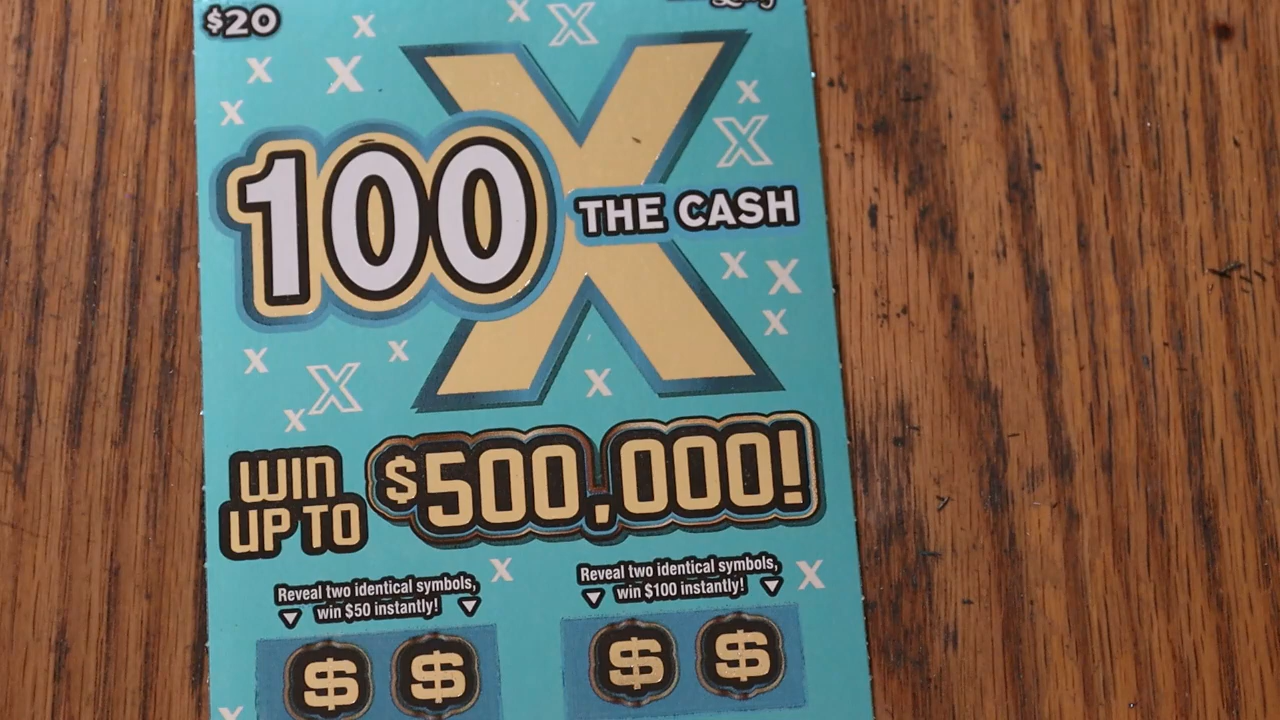 $20
100X
THE CASH
WIN
UP TO
$500,000!
Reveal two identical symbols,
win $50 instantly!
Reveal two identical symbols,
win $100 instantly!
$ $
$ $